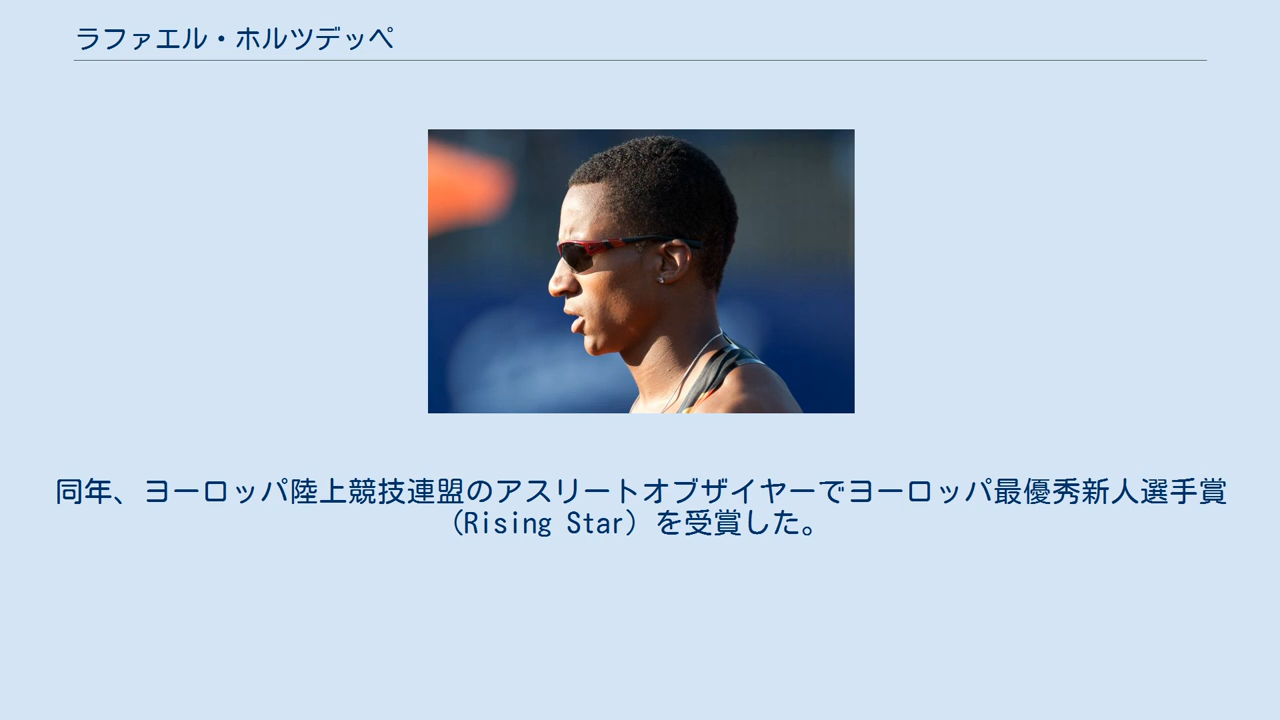 ラファエル・ホルツデッペ
同年、ヨーロッパ陸上競技連盟のアスリートオブザイヤーでヨーロッパ最優秀新人選手賞
（Rising Star）を受賞した。